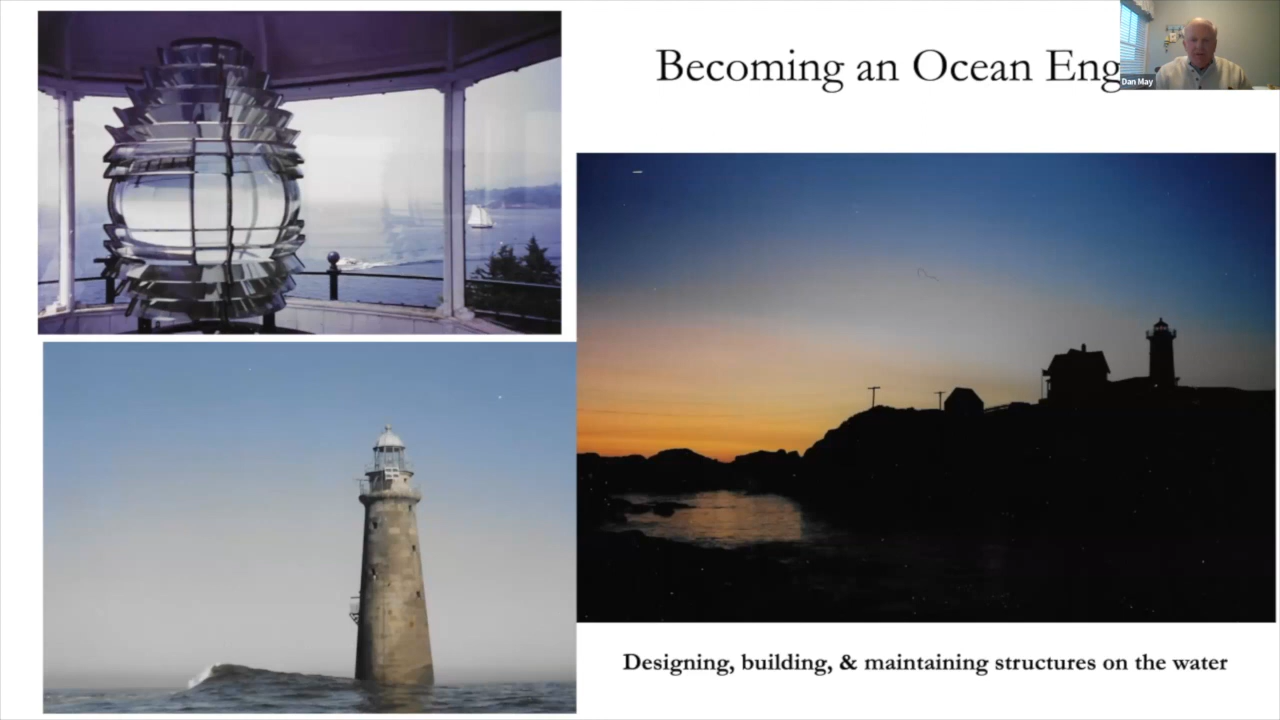 Becoming an Ocean Eng
Dan May
Designing, building, & maintaining structures on the water